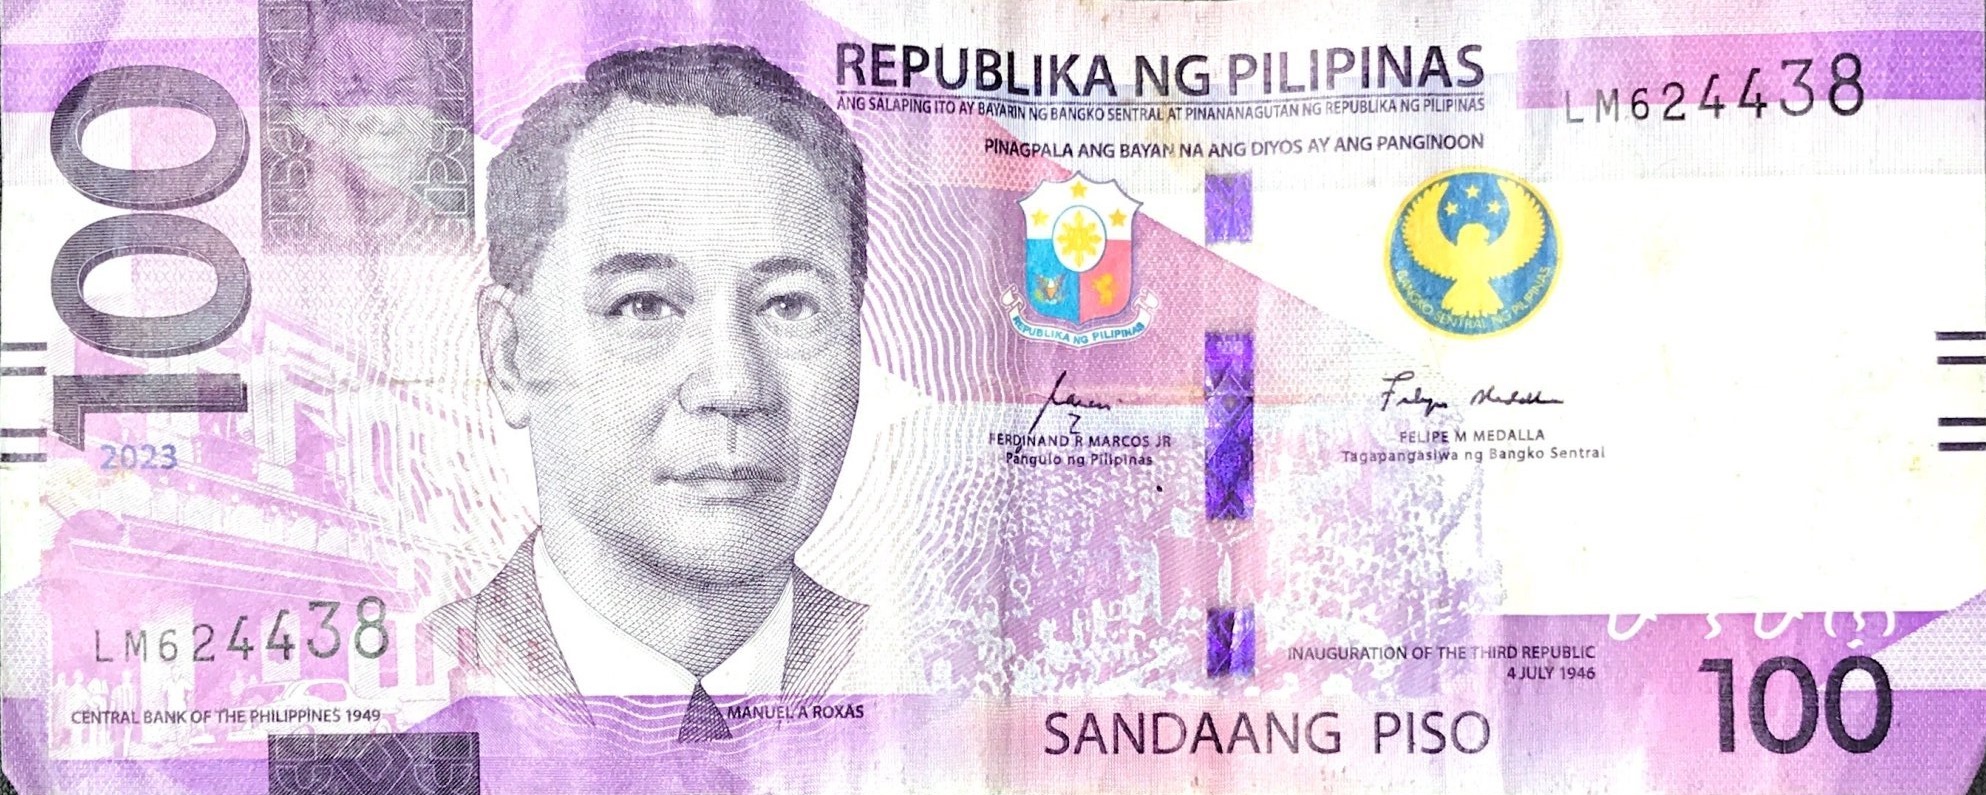 REPUBLIKA NG PILIPINAS
ANG SALAPING ITO AY BAYARIN NG BANGKO SENTRAL AT PINANANAGUTAN NG REPUBLIKA NG PILIPINAS
PINAGPALA ANG BAYAN NA ANG DIYOS AY ANG PANGINOON
LM624438
100
2023
REPUBLIKA NG PILIPINAS
BANGKO SENTRAL NG PILIPINAS
FERDINAND R MARCOS JR
Pangulo ng Pilipinas
FELIPE M MEDALLA
Tagapangasiwa ng Bangko Sentral
LM624438
CENTRAL BANK OF THE PHILIPPINES 1949
MANUEL A ROXAS
INAUGURATION OF THE THIRD REPUBLIC
4 JULY 1946
SANDAANG PISO
100